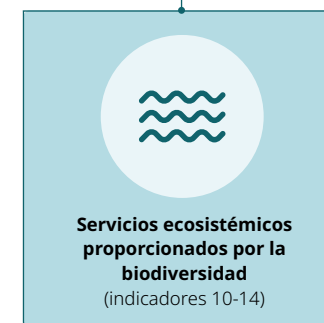 Servicios ecosistémicos
proporcionados por la
biodiversidad
(indicadores 10-14)